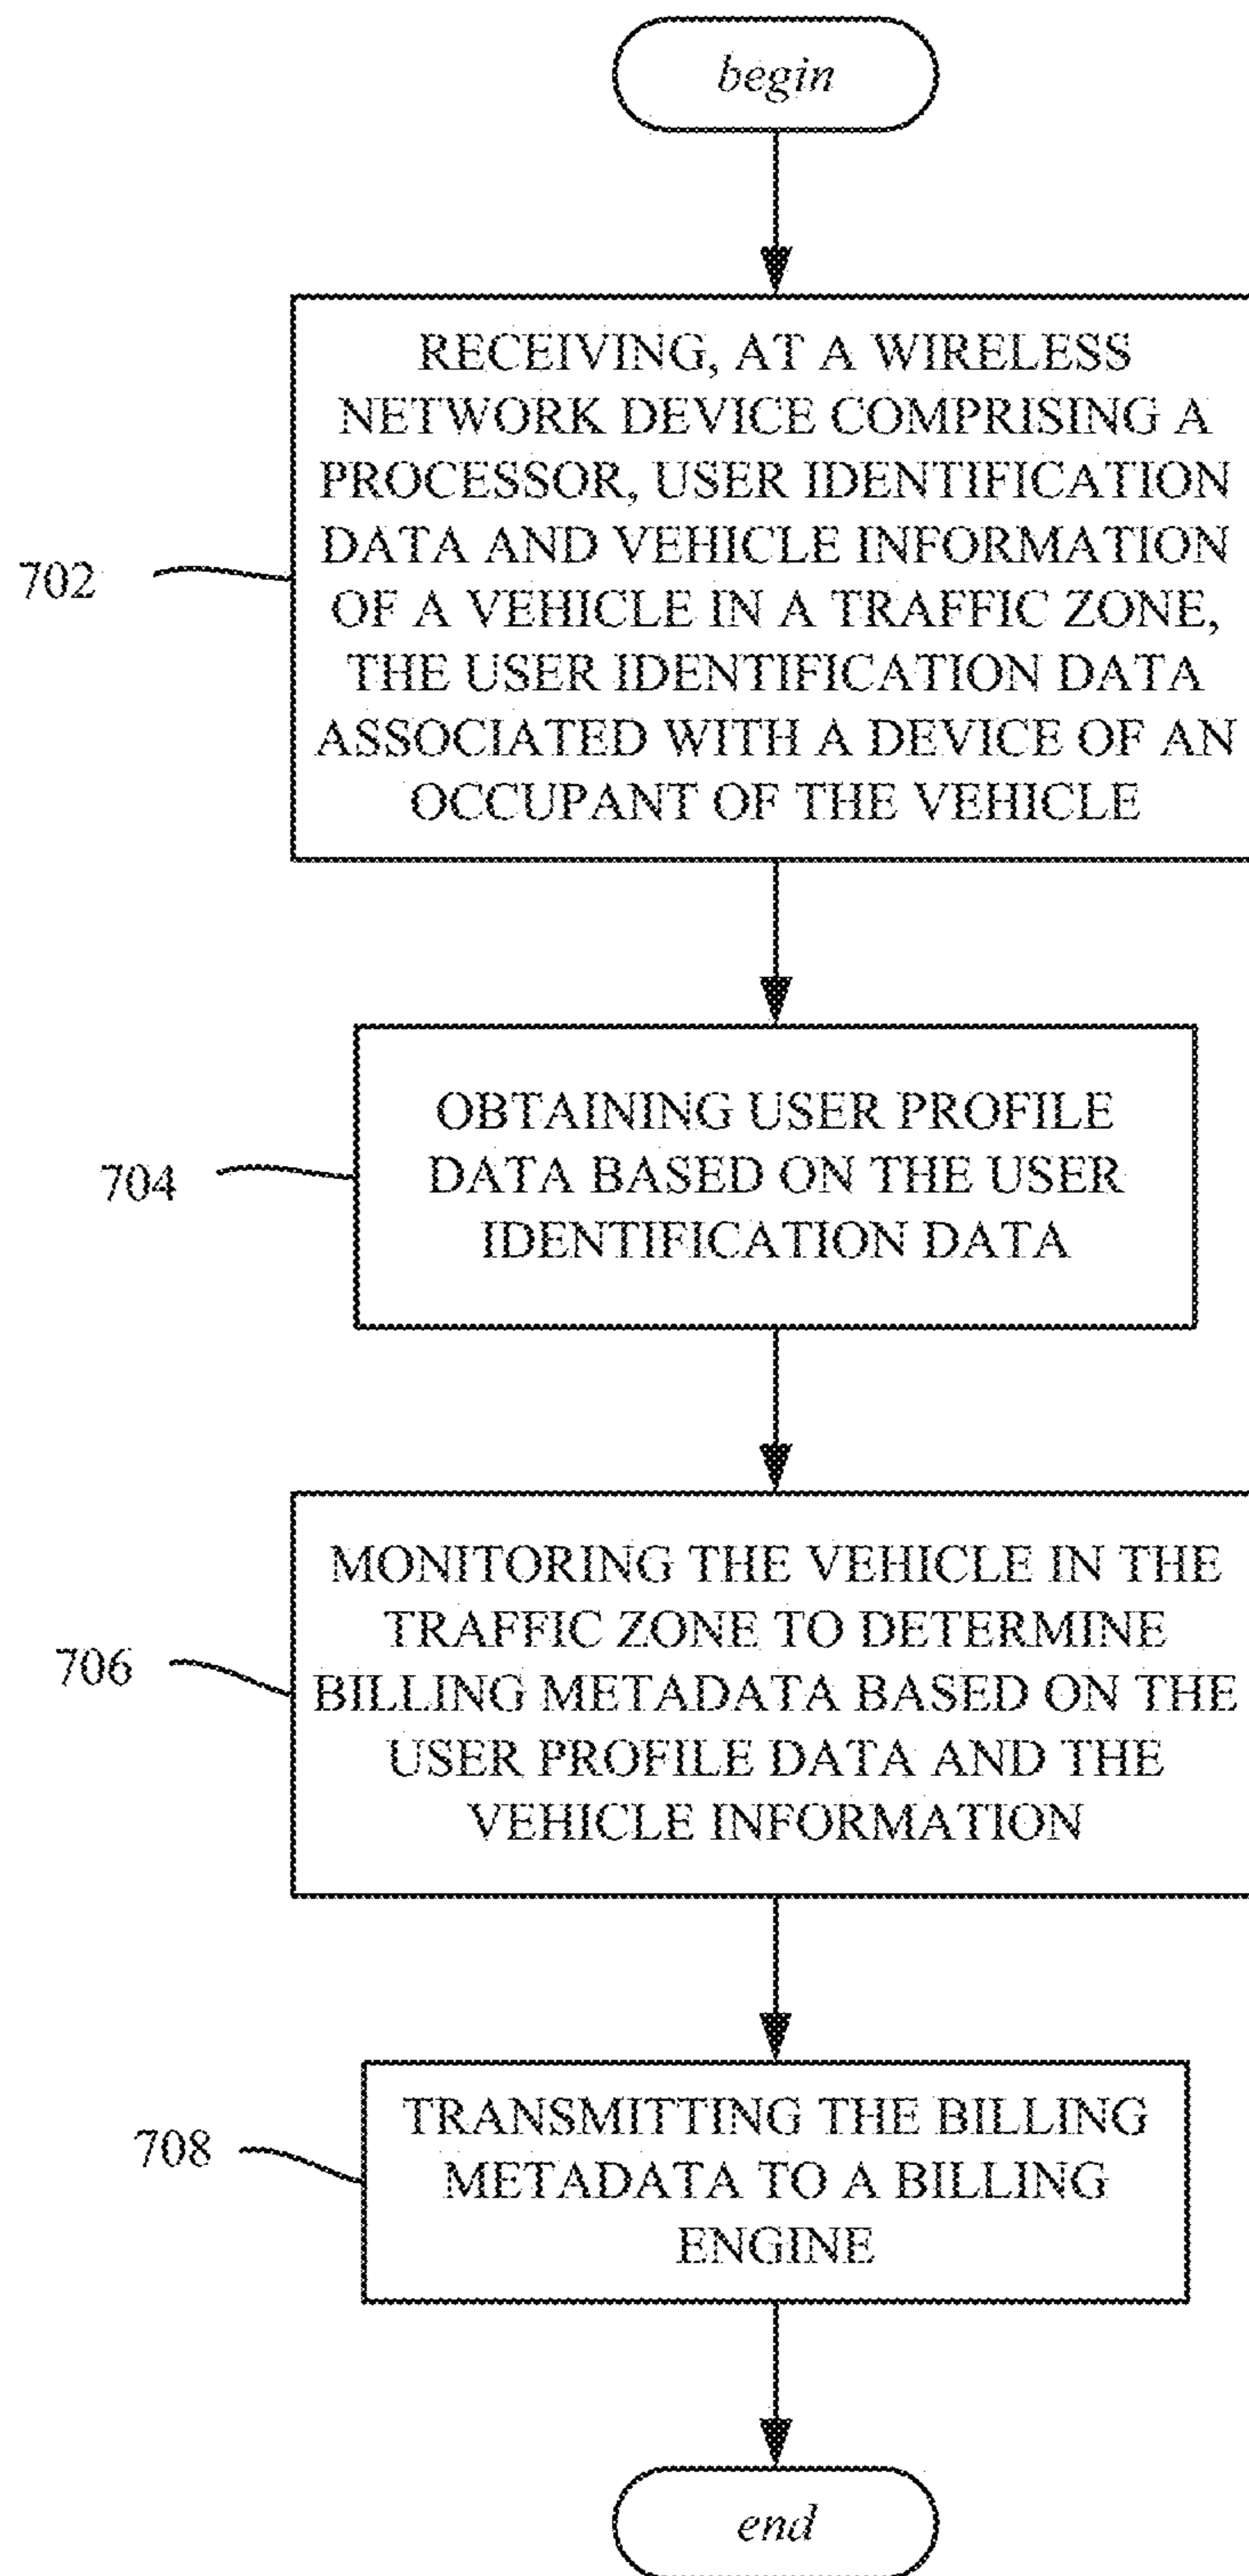 begin
RECEIVING, AT A WIRELESS
NETWORK DEVICE COMPRISING A
PROCESSOR, USER IDENTIFICATION
DATA AND VEHICLE INFORMATION
OF A VEHICLE IN A TRAFFIC ZONE,
THE USER IDENTIFICATION DATA
ASSOCIATED WITH A DEVICE OF AN
OCCUPANT OF THE VEHICLE
702
OBTAINING USER PROFILE
DATA BASED ON THE USER
IDENTIFICATION DATA
704
MONITORING THE VEHICLE IN THE
TRAFFIC ZONE TO DETERMINE
BILLING METADATA BASED ON THE
USER PROFILE DATA AND THE
VEHICLE INFORMATION
706
TRANSMITTING THE BILLING
METADATA TO A BILLING
ENGINE
708
end